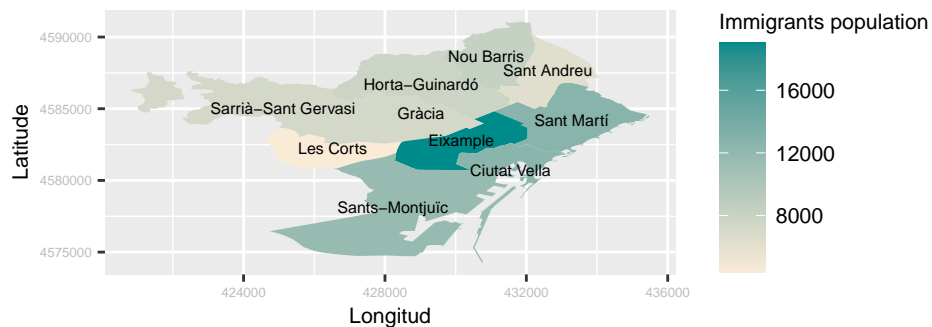 Immigrants population
4590000
4585000
4580000
4575000
Latitude
Nou Barris
Sant Andreu
Horta−Guinardó
Sarrià−Sant Gervasi
Gràcia
Sant Martí
Eixample
Les Corts
Ciutat Vella
Sants−Montjuïc
16000
12000
8000
424000
428000
432000
436000
Longitud